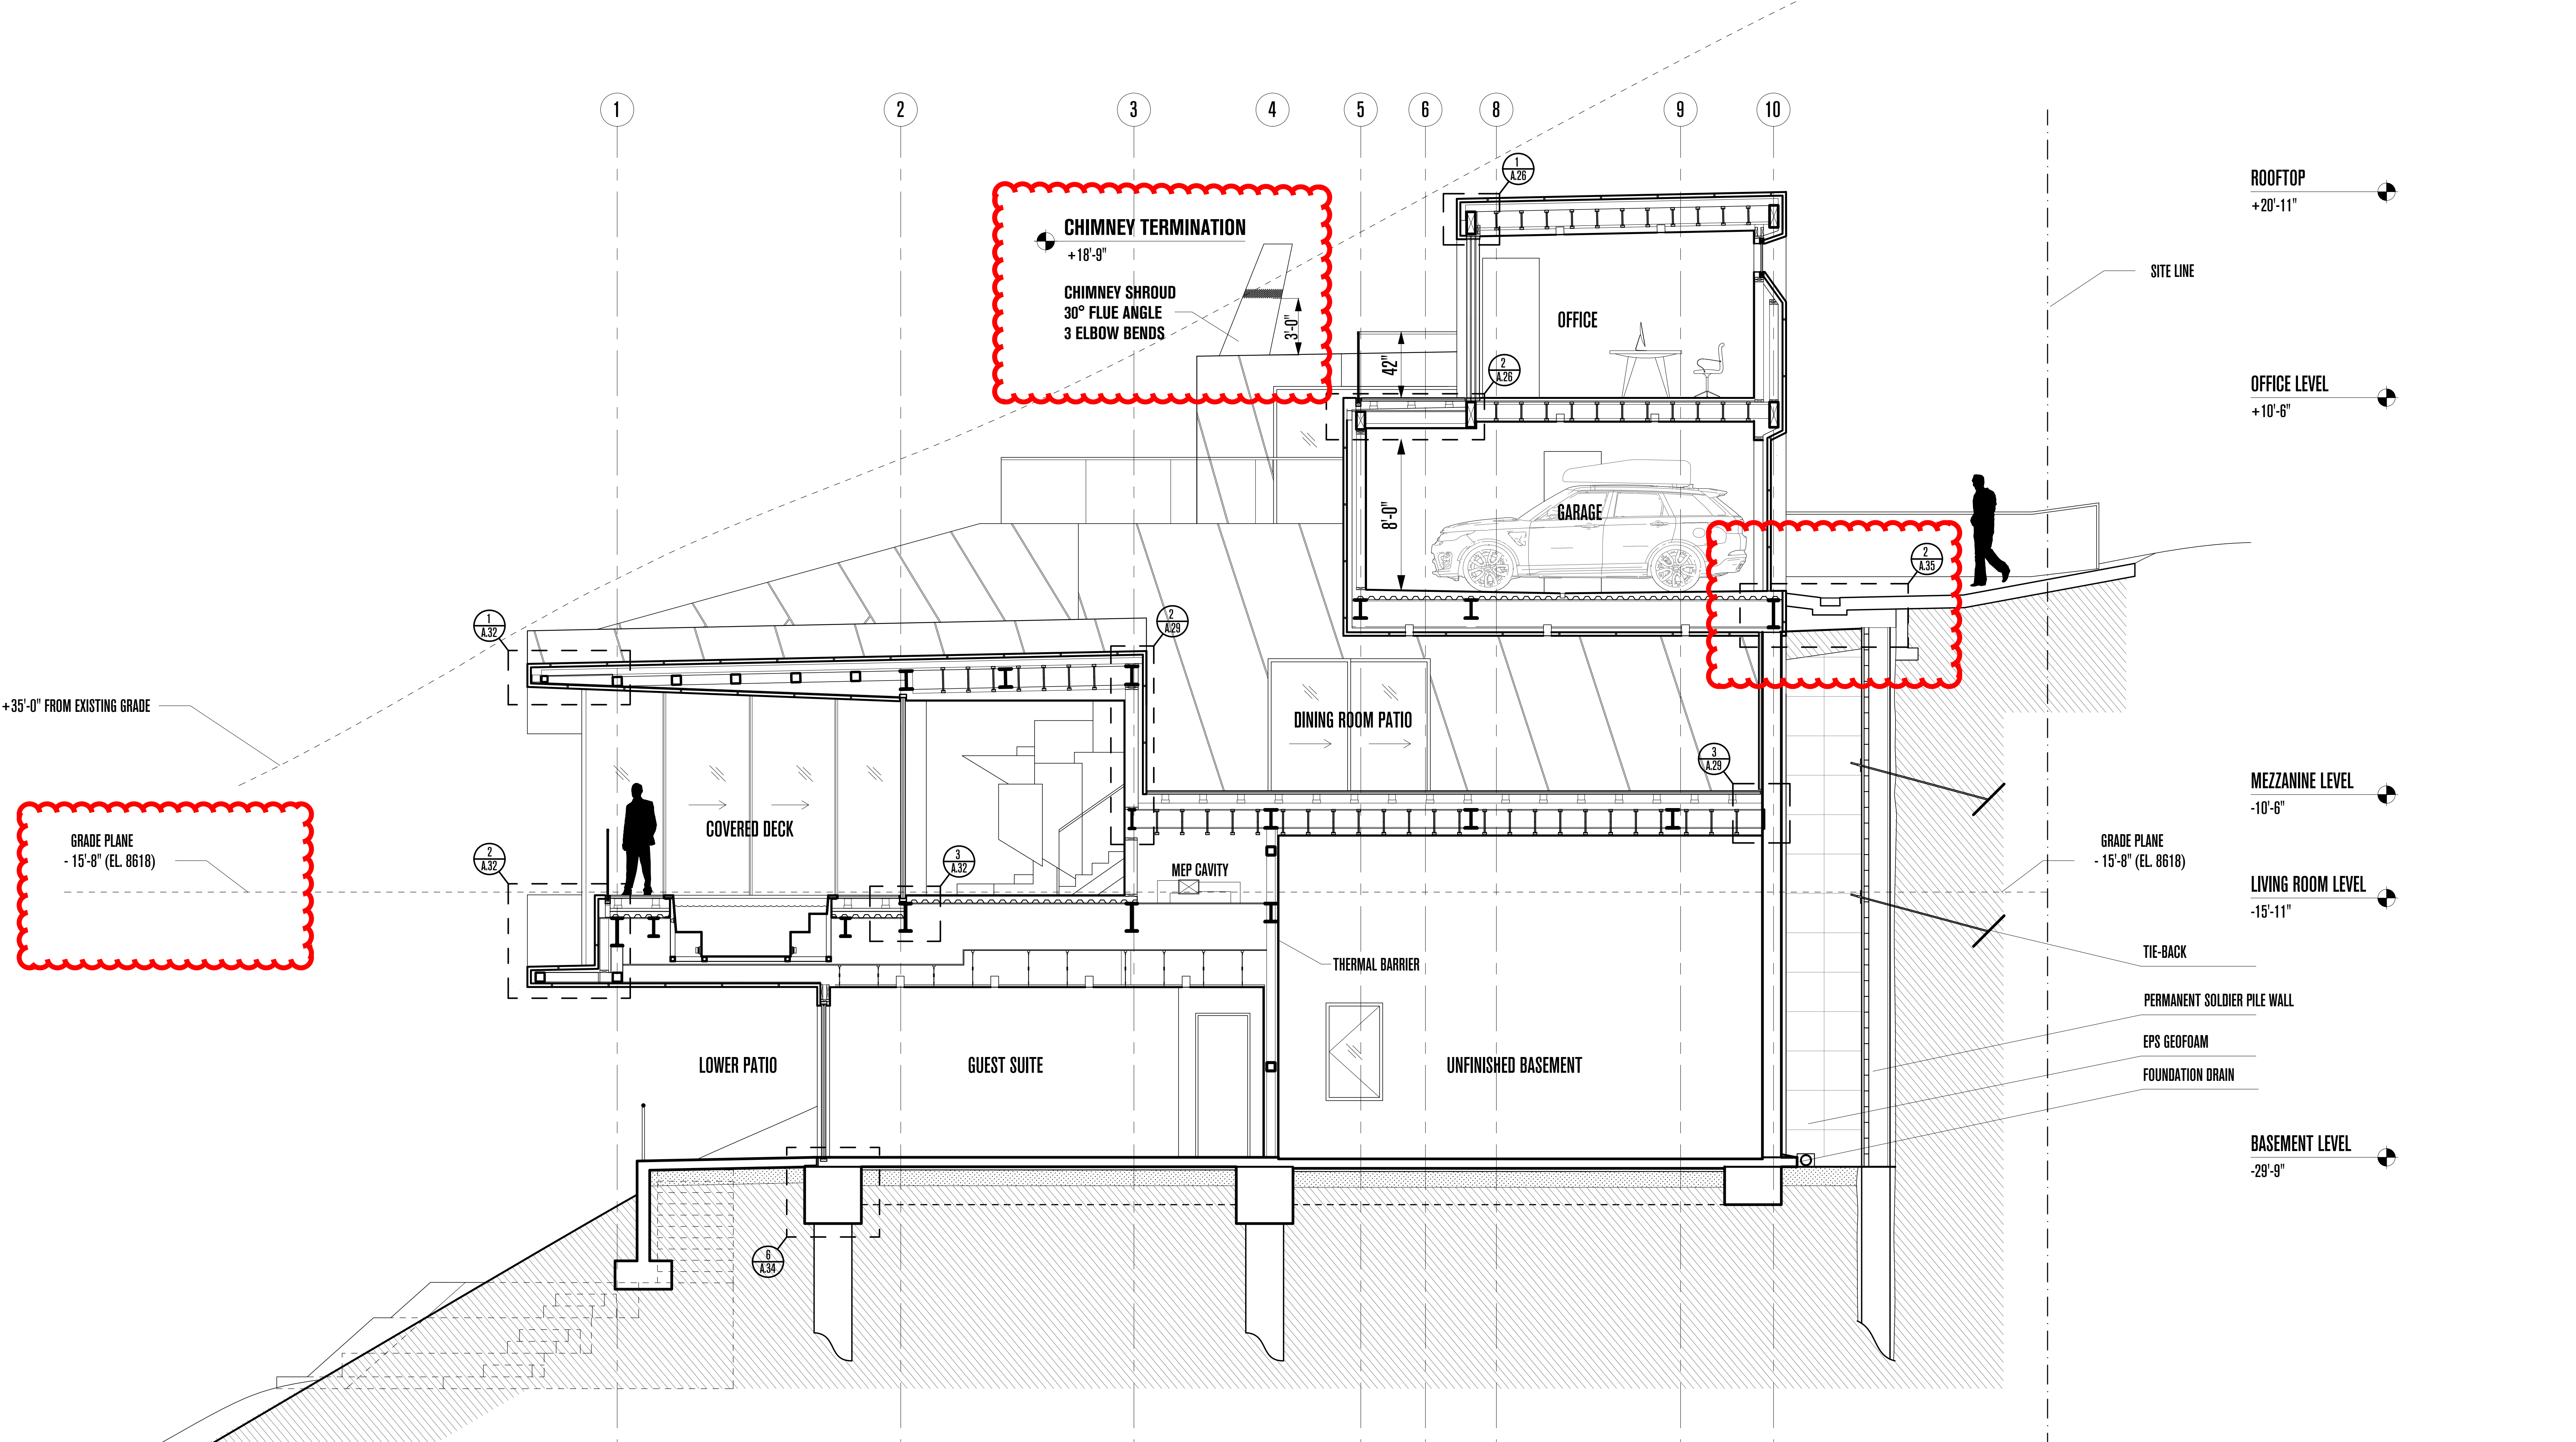 1
2
3
4
5
6
8
9
10
1
A.26
CHIMNEY TERMINATION
+18'-9"
CHIMNEY SHROUD
30° FLUE ANGLE
3 ELBOW BENDS
3'-0"
42"
2
A.26
OFFICE
8'-0"
GARAGE
2
A.35
ROOFTOP
+20'-11"
SITE LINE
OFFICE LEVEL
+10'-6"
1
A.32
2
A.29
+35'-0" FROM EXISTING GRADE
DINING ROOM PATIO
3
A.29
MEZZANINE LEVEL
-10'-6"
GRADE PLANE
- 15'-8" (EL. 8618)
2
A.32
COVERED DECK
3
A.32
MEP CAVITY
GRADE PLANE
- 15'-8" (EL. 8618)
LIVING ROOM LEVEL
-15'-11"
THERMAL BARRIER
TIE-BACK
PERMANENT SOLDIER PILE WALL
EPS GEOFOAM
FOUNDATION DRAIN
LOWER PATIO
GUEST SUITE
UNFINISHED BASEMENT
BASEMENT LEVEL
-29'-9"
6
A.34